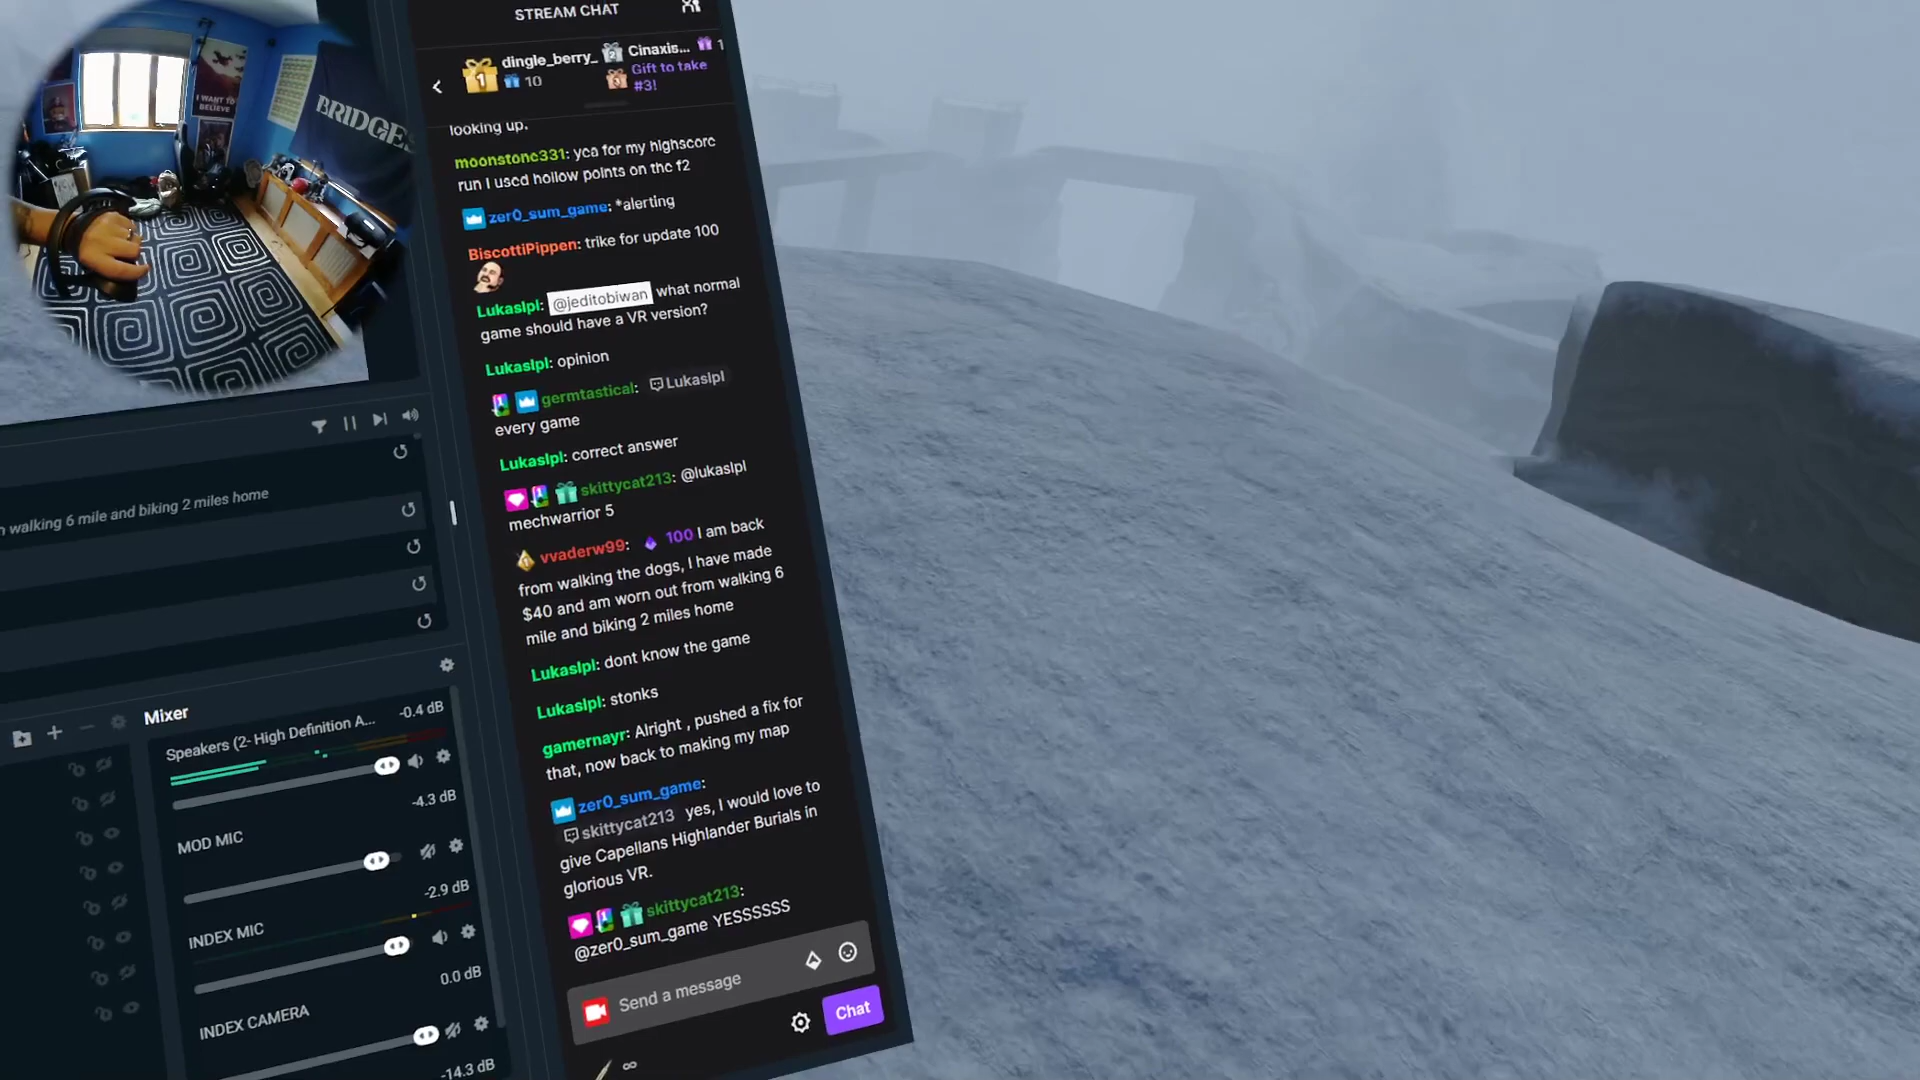 I WANT TO
BELIEVE
BRIDGES
STREAM CHAT
dingle_berry_
10
Cinaxis... 1
Gift to take
#3!
looking up.
moonstone331: yea for my highscore
run I used hollow points on the f2
zer0_sum_game: *alerting
BiscottiPippen: trike for update 100
Lukaslpl: @jeditobiwan what normal
game should have a VR version?
Lukaslpl: opinion
germtastical: Lukaslpl
every game
Lukaslpl: correct answer
skittycat213: @lukaslpl
mechwarrior 5
vvaderw99: 100 I am back
from walking the dogs, I have made
$40 and am worn out from walking 6
mile and biking 2 miles home
Lukaslpl: dont know the game
Lukaslpl: stonks
gamernayr: Alright , pushed a fix for
that, now back to making my map
zer0_sum_game:
skittycat213 yes, I would love to
give Capellans Highlander Burials in
glorious VR.
skittycat213:
@zer0_sum_game YESSSSSS
Send a message
Chat
walking 6 mile and biking 2 miles home
Mixer
Speakers (2- High Definition A... -0.4 dB
-4.3 dB
MOD MIC
-2.9 dB
INDEX MIC
0.0 dB
INDEX CAMERA
-14.3 dB